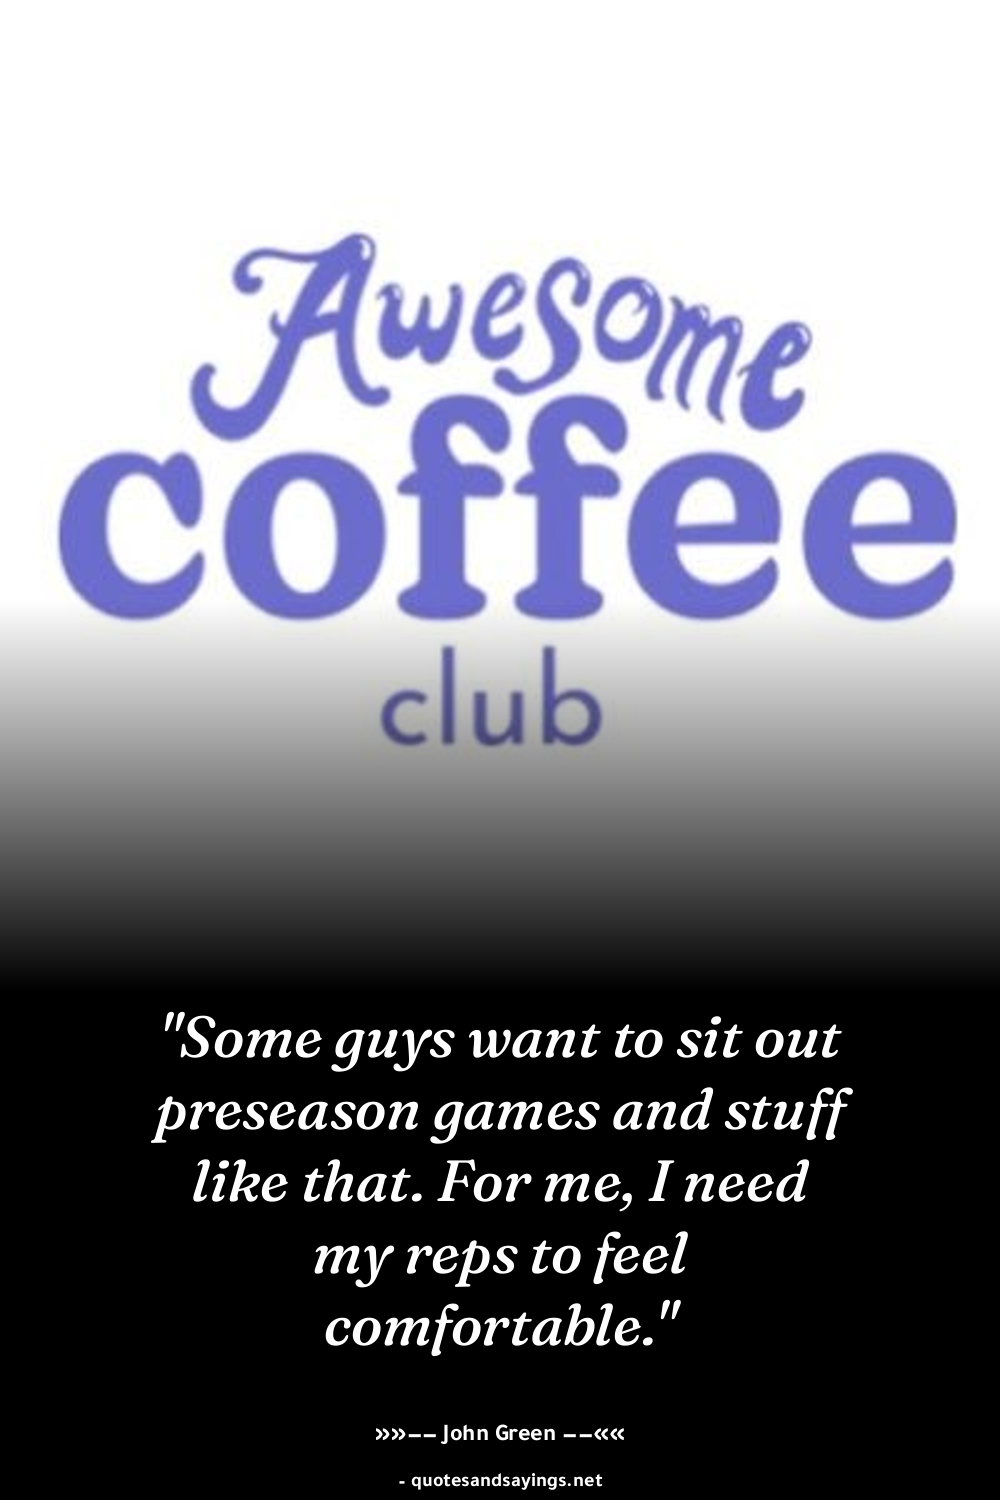 Awesome
coffee
club
"Some guys want to sit out
preseason games and stuff
like that. For me, I need
my reps to feel
comfortable."
»»–– John Green ––««
- quotesandsayings.net